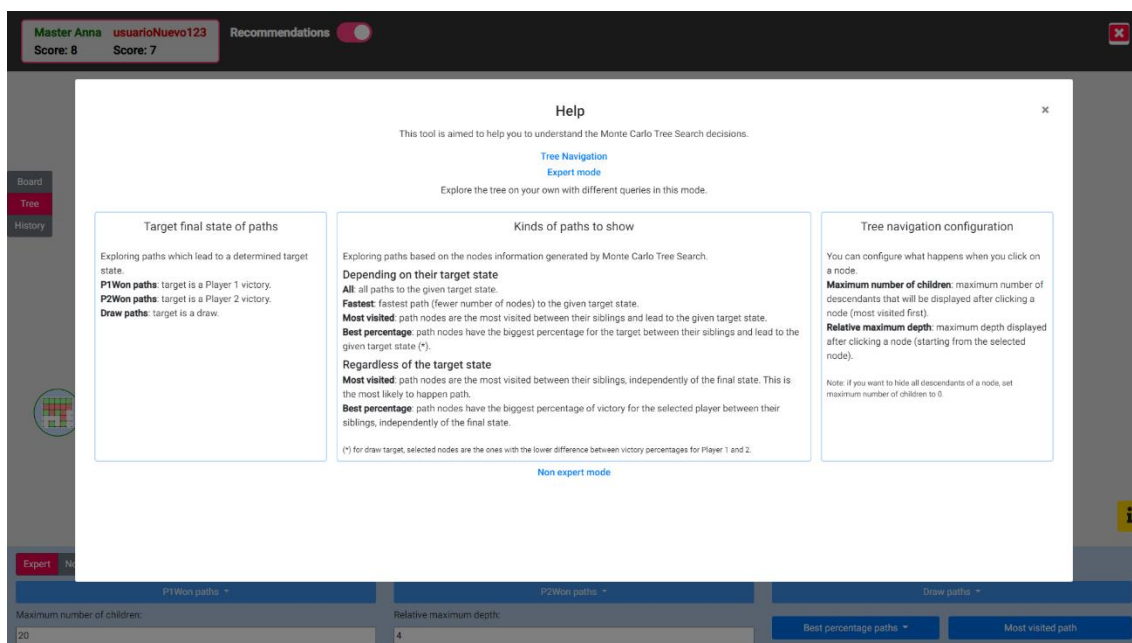 Master Anna usuarioNuevo123 Recommendations
Score: 8 Score: 7
Help
×
This tool is aimed to help you to understand the Monte Carlo Tree Search decisions.
Tree Navigation
Expert mode
Explore the tree on your own with different queries in this mode.
Board
Tree
History
Target final state of paths
Exploring paths which lead to a determined target
state.
P1Won paths: target is a Player 1 victory.
P2Won paths: target is a Player 2 victory.
Draw paths: target is a draw.
Kinds of paths to show
Exploring paths based on the nodes information generated by Monte Carlo Tree Search.
Depending on their target state
All: all paths to the given target state.
Fastest: fastest path (fewer number of nodes) to the given target state.
Most visited: path nodes are the most visited between their siblings and lead to the given target state.
Best percentage: path nodes have the biggest percentage for the target between their siblings and lead to the
given target state (*).
Regardless of the target state
Most visited: path nodes are the most visited between their siblings, independently of the final state. This is
the most likely to happen path.
Best percentage: path nodes have the biggest percentage of victory for the selected player between their
siblings, independently of the final state.
(*) for draw target, selected nodes are the ones with the lower difference between victory percentages for Player 1 and 2.
Tree navigation configuration
You can configure what happens when you click on
a node.
Maximum number of children: maximum number of
descendants that will be displayed after clicking a
node (most visited first).
Relative maximum depth: maximum depth displayed
after clicking a node (starting from the selected
node).
Note: if you want to hide all descendants of a node, set
maximum number of children to 0.
Non expert mode
Expert
P1Won paths
P2Won paths
Draw paths
Maximum number of children:
Relative maximum depth:
20
4
Best percentage paths
Most visited path